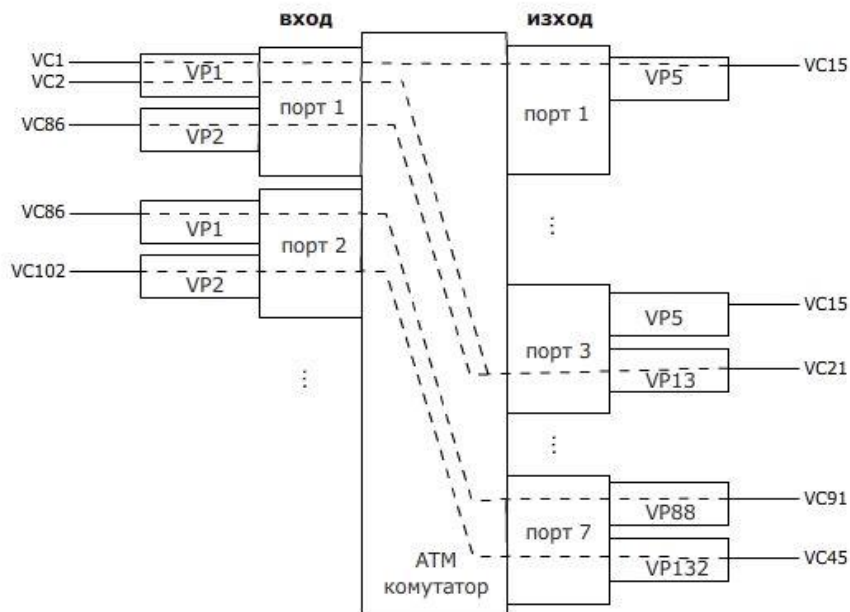 вход
изход
VC1
VP1
VC2
порт 1
VC86
VP2
VC86
VP1
порт 2
VC102
VP2
порт 1
VP5
VC15
VP5
VC15
порт 3
VP13
VC21
VP88
VC91
порт 7
VP132
VC45
ATM
комутатор